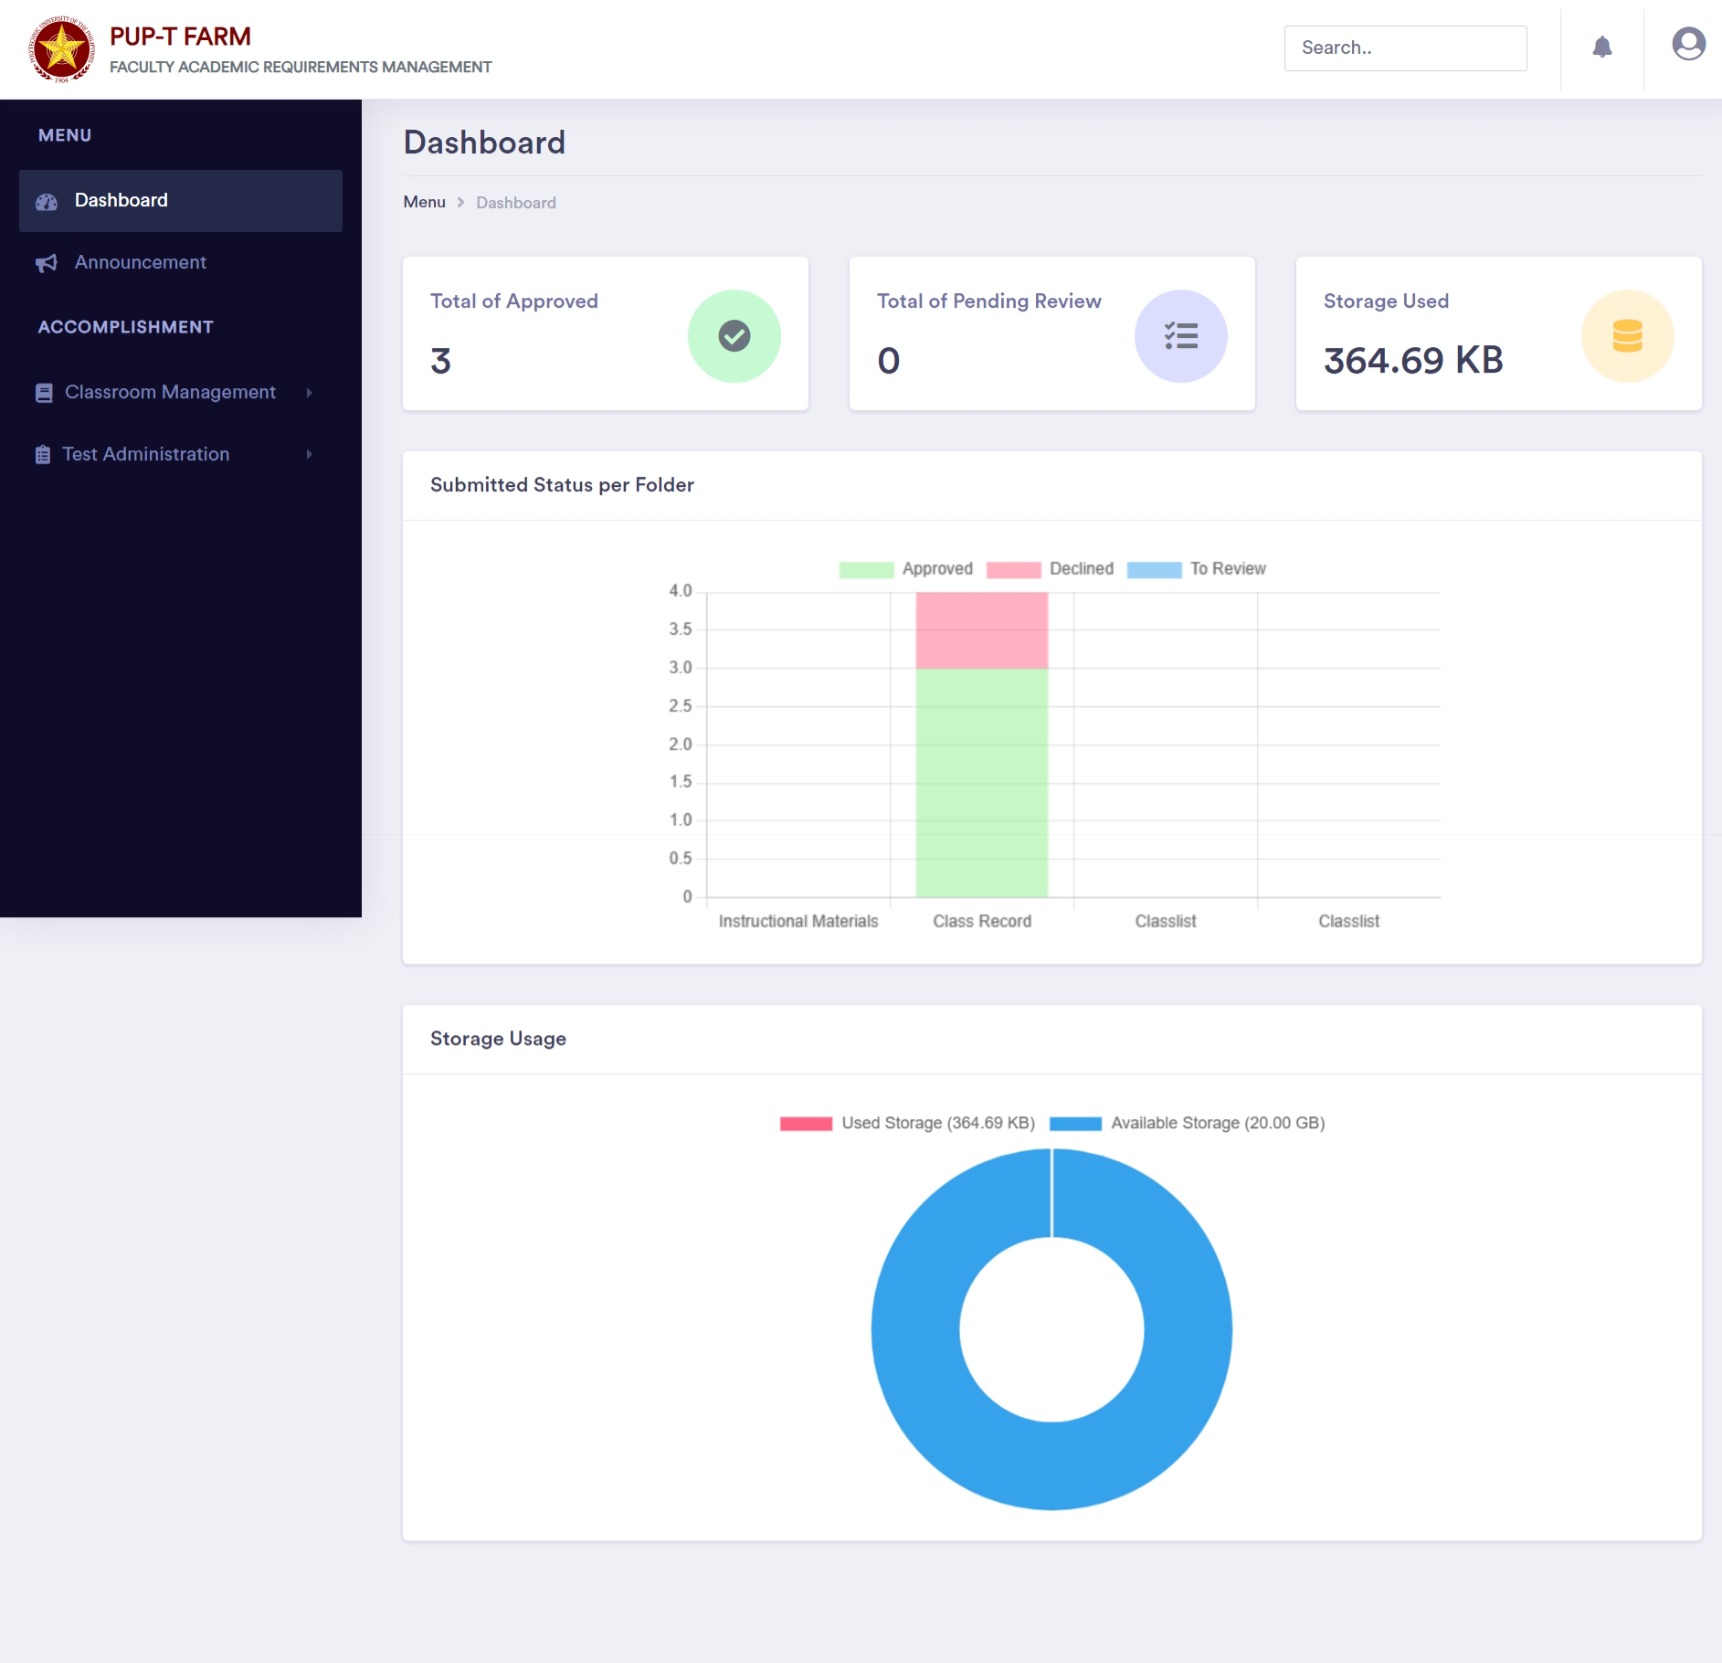 PUP-T FARM
FACULTY ACADEMIC REQUIREMENTS MANAGEMENT
Search..
MENU
Dashboard
Announcement
ACCOMPLISHMENT
Classroom Management
Test Administration
Dashboard
Menu Dashboard
Total of Approved
3
Total of Pending Review
0
Storage Used
364.69 KB
Submitted Status per Folder
Approved Declined To Review
4.0
3.5
3.0
2.5
2.0
1.5
1.0
0.5
0
Instructional Materials Class Record Classlist Classlist
Storage Usage
Used Storage (364.69 KB) Available Storage (20.00 GB)